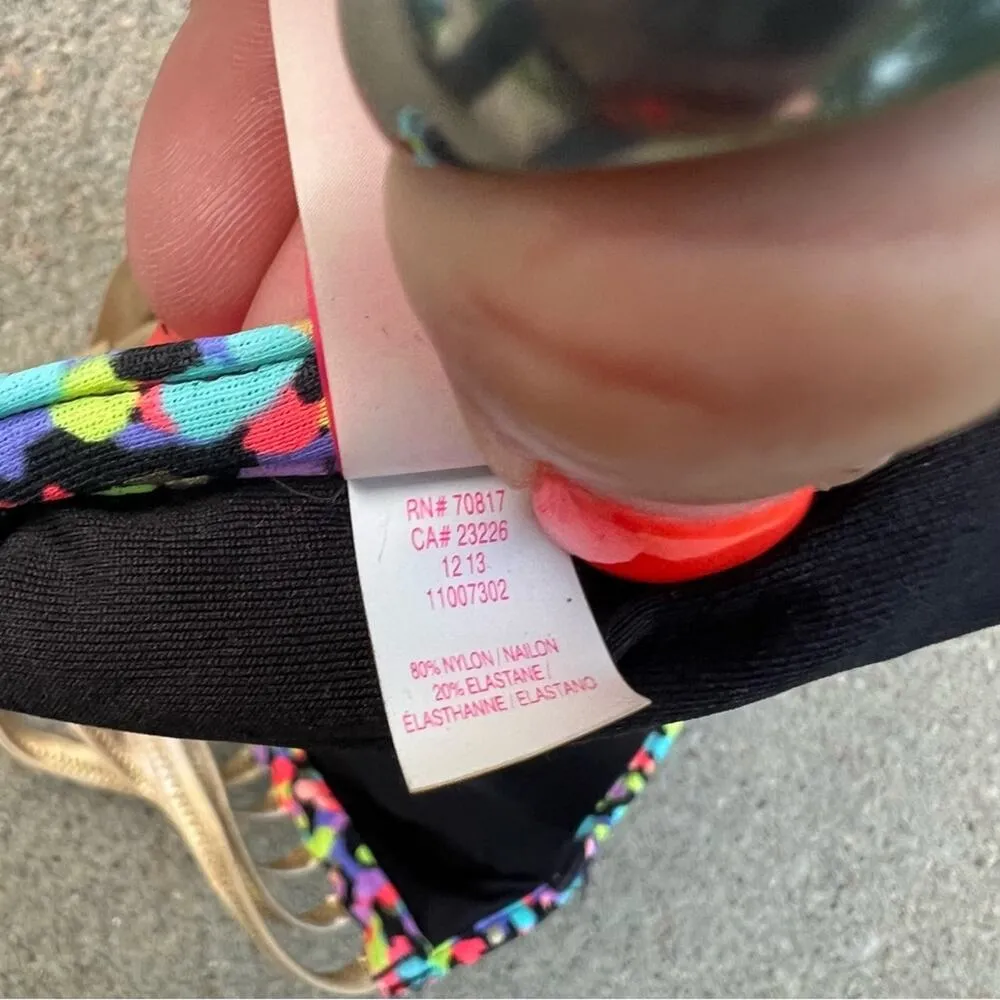 RN# 70817
CA# 23226
12 13
11007302
80% NYLON / NAILON
20% ELASTANE /
ÉLASTHANNE / ELASTANO